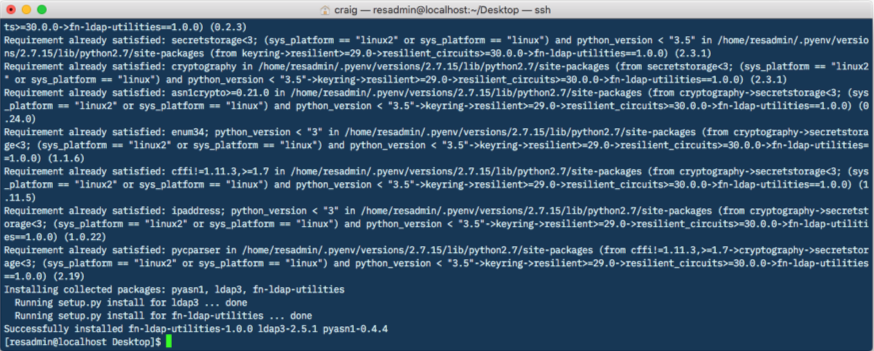 craig — resadmin@localhost:~/Desktop — ssh
ts>=30.0.0->fn-ldap-utilities==1.0.0) (0.2.3)
Requirement already satisfied: secretstorage<3; (sys_platform == "linux2" or sys_platform == "linux") and python_version < "3.5" in /home/resadmin/.pyenv/versio
ns/2.7.15/lib/python2.7/site-packages (from keyring->resilient>=29.0->resilient_circuits>=30.0.0->fn-ldap-utilities==1.0.0) (2.3.1)
Requirement already satisfied: cryptography in /home/resadmin/.pyenv/versions/2.7.15/lib/python2.7/site-packages (from secretstorage<3; (sys_platform == "linux2
" or sys_platform == "linux") and python_version < "3.5"->keyring->resilient>=29.0->resilient_circuits>=30.0.0->fn-ldap-utilities==1.0.0) (2.3.1)
Requirement already satisfied: asn1crypto>=0.21.0 in /home/resadmin/.pyenv/versions/2.7.15/lib/python2.7/site-packages (from cryptography->secretstorage<3; (sys
_platform == "linux2" or sys_platform == "linux") and python_version < "3.5"->keyring->resilient>=29.0->resilient_circuits>=30.0.0->fn-ldap-utilities==1.0.0) (0
.24.0)
Requirement already satisfied: enum34; python_version < "3" in /home/resadmin/.pyenv/versions/2.7.15/lib/python2.7/site-packages (from cryptography->secretstora
ge<3; (sys_platform == "linux2" or sys_platform == "linux") and python_version < "3.5"->keyring->resilient>=29.0->resilient_circuits>=30.0.0->fn-ldap-utilities=
=1.0.0) (1.1.6)
Requirement already satisfied: cffi!=1.11.3,>=1.7 in /home/resadmin/.pyenv/versions/2.7.15/lib/python2.7/site-packages (from cryptography->secretstorage<3; (sys
_platform == "linux2" or sys_platform == "linux") and python_version < "3.5"->keyring->resilient>=29.0->resilient_circuits>=30.0.0->fn-ldap-utilities==1.0.0) (1
.11.5)
Requirement already satisfied: ipaddress; python_version < "3" in /home/resadmin/.pyenv/versions/2.7.15/lib/python2.7/site-packages (from cryptography->secretst
orage<3; (sys_platform == "linux2" or sys_platform == "linux") and python_version < "3.5"->keyring->resilient>=29.0->resilient_circuits>=30.0.0->fn-ldap-utiliti
es==1.0.0) (1.0.22)
Requirement already satisfied: pycparser in /home/resadmin/.pyenv/versions/2.7.15/lib/python2.7/site-packages (from cffi!=1.11.3,>=1.7->cryptography->secretstor
age<3; (sys_platform == "linux2" or sys_platform == "linux") and python_version < "3.5"->keyring->resilient>=29.0->resilient_circuits>=30.0.0->fn-ldap-utilities
==1.0.0) (2.19)
Installing collected packages: pyasn1, ldap3, fn-ldap-utilities
  Running setup.py install for ldap3 ... done
  Running setup.py install for fn-ldap-utilities ... done
Successfully installed fn-ldap-utilities-1.0.0 ldap3-2.5.1 pyasn1-0.4.4
[resadmin@localhost Desktop]$